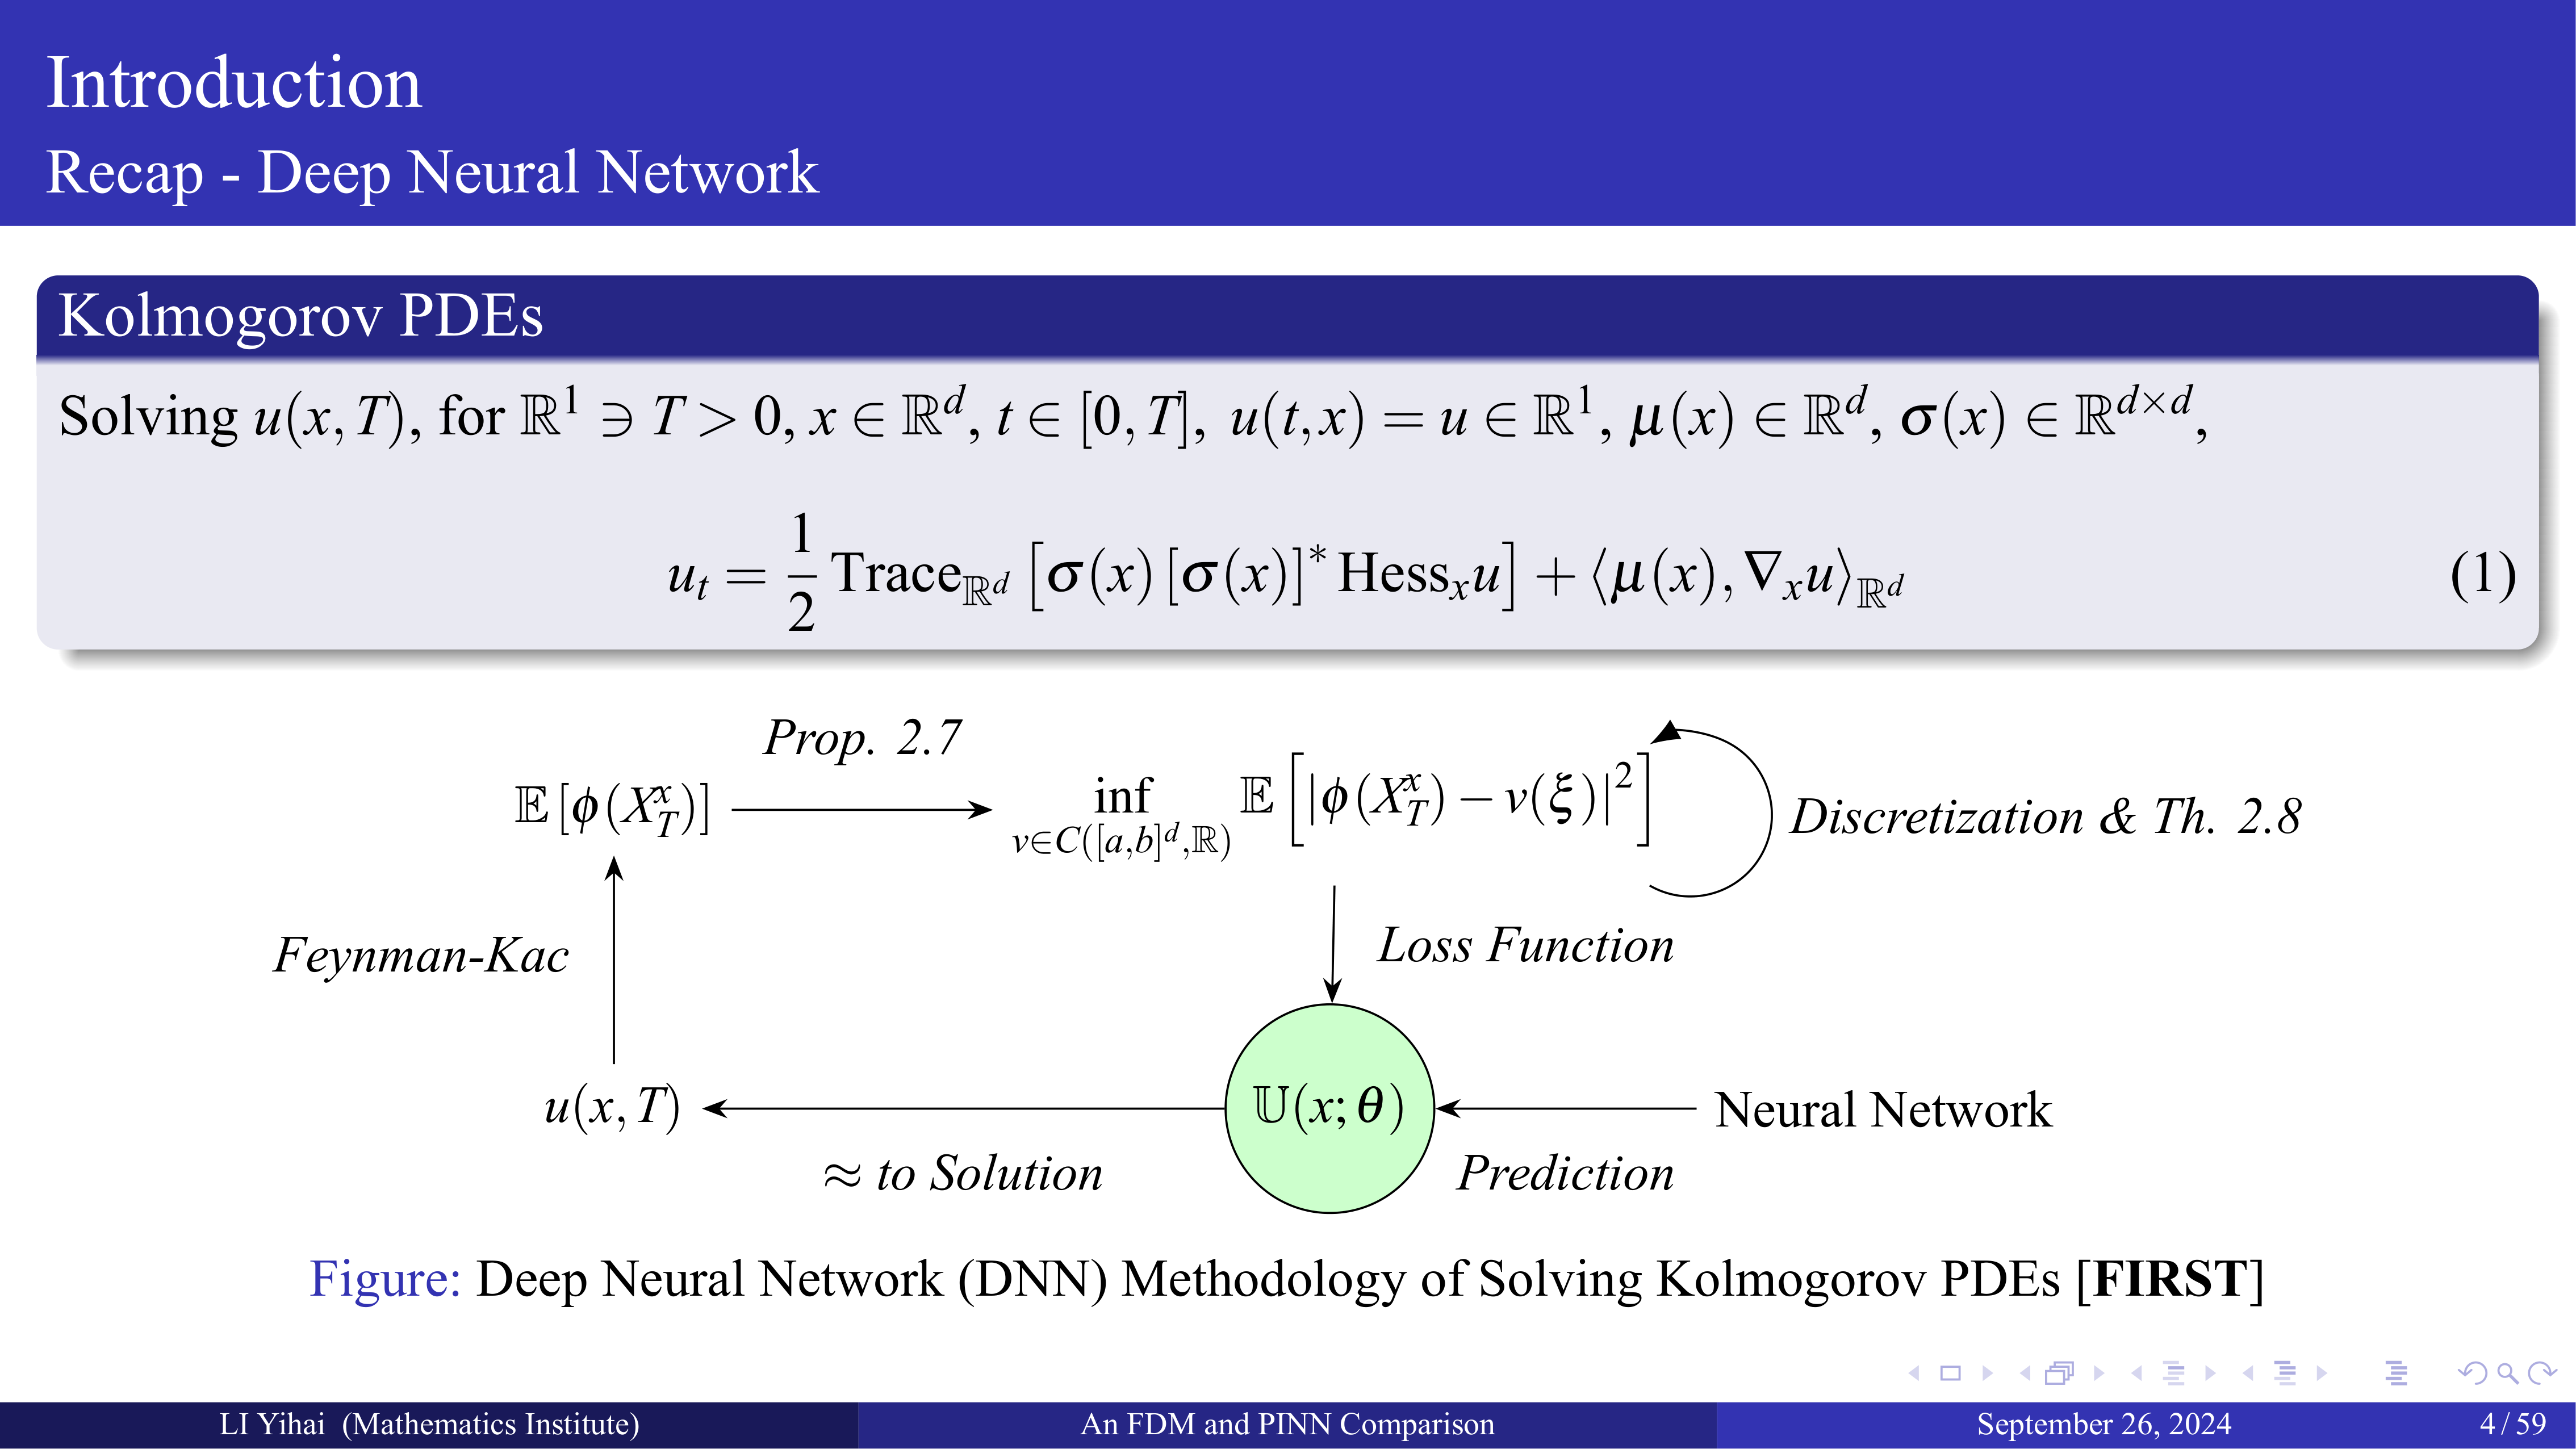 Introduction
Recap - Deep Neural Network
Kolmogorov PDEs
Solving u(x, T), for ℝ¹ ∋ T > 0, x ∈ ℝᵈ, t ∈ [0, T], u(t, x) = u ∈ ℝ¹, μ(x) ∈ ℝᵈ, σ(x) ∈ ℝᵈˣᵈ,
u_t = 1/2 Trace_{ℝᵈ} [σ(x) [σ(x)]* Hess_x u] + ⟨μ(x), ∇_x u⟩_{ℝᵈ} (1)
Prop. 2.7
𝔼 [ϕ(X_T^x)]
inf_{v∈C([a,b]^d,ℝ)} 𝔼 [|ϕ(X_T^x) − v(ξ)|²]
Discretization & Th. 2.8
Feynman-Kac
Loss Function
u(x, T)
𝕌(x; θ)
Neural Network
≈ to Solution
Prediction
Figure: Deep Neural Network (DNN) Methodology of Solving Kolmogorov PDEs [FIRST]
LI Yihai (Mathematics Institute)
An FDM and PINN Comparison
September 26, 2024
4 / 59